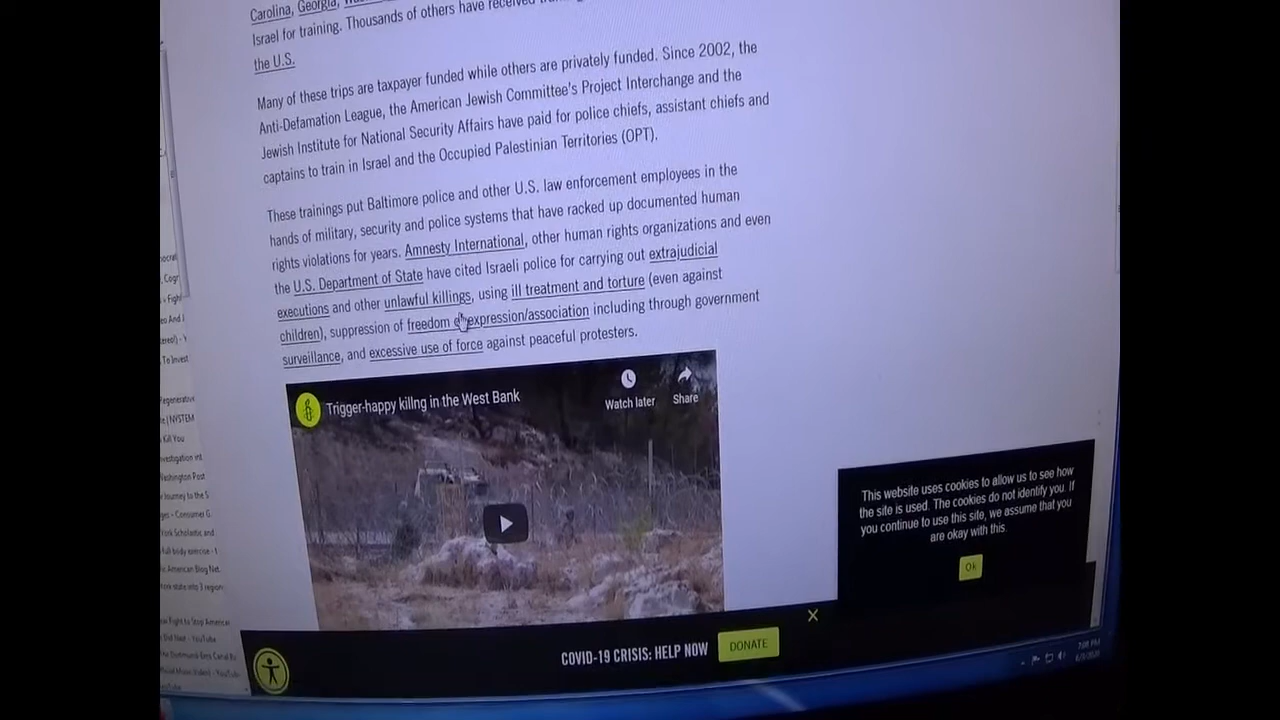 Carolina, Georgia,
Israel for training. Thousands of others have received
the U.S.
Many of these trips are taxpayer funded while others are privately funded. Since 2002, the
Anti-Defamation League, the American Jewish Committee's Project Interchange and the
Jewish Institute for National Security Affairs have paid for police chiefs, assistant chiefs and
captains to train in Israel and the Occupied Palestinian Territories (OPT).
These trainings put Baltimore police and other U.S. law enforcement employees in the
hands of military, security and police systems that have racked up documented human
rights violations for years. Amnesty International, other human rights organizations and even
the U.S. Department of State have cited Israeli police for carrying out extrajudicial
executions and other unlawful killings, using ill treatment and torture (even against
children), suppression of freedom expression/association including through government
surveillance, and excessive use of force against peaceful protesters.
Trigger-happy killng in the West Bank
Watch later
Share
This website uses cookies to allow us to see how
the site is used. The cookies do not identify you. If
you continue to use this site, we assume that you
are okay with this.
Ok
COVID-19 CRISIS: HELP NOW
DONATE
Kill You
Washington Post
7:08 PM